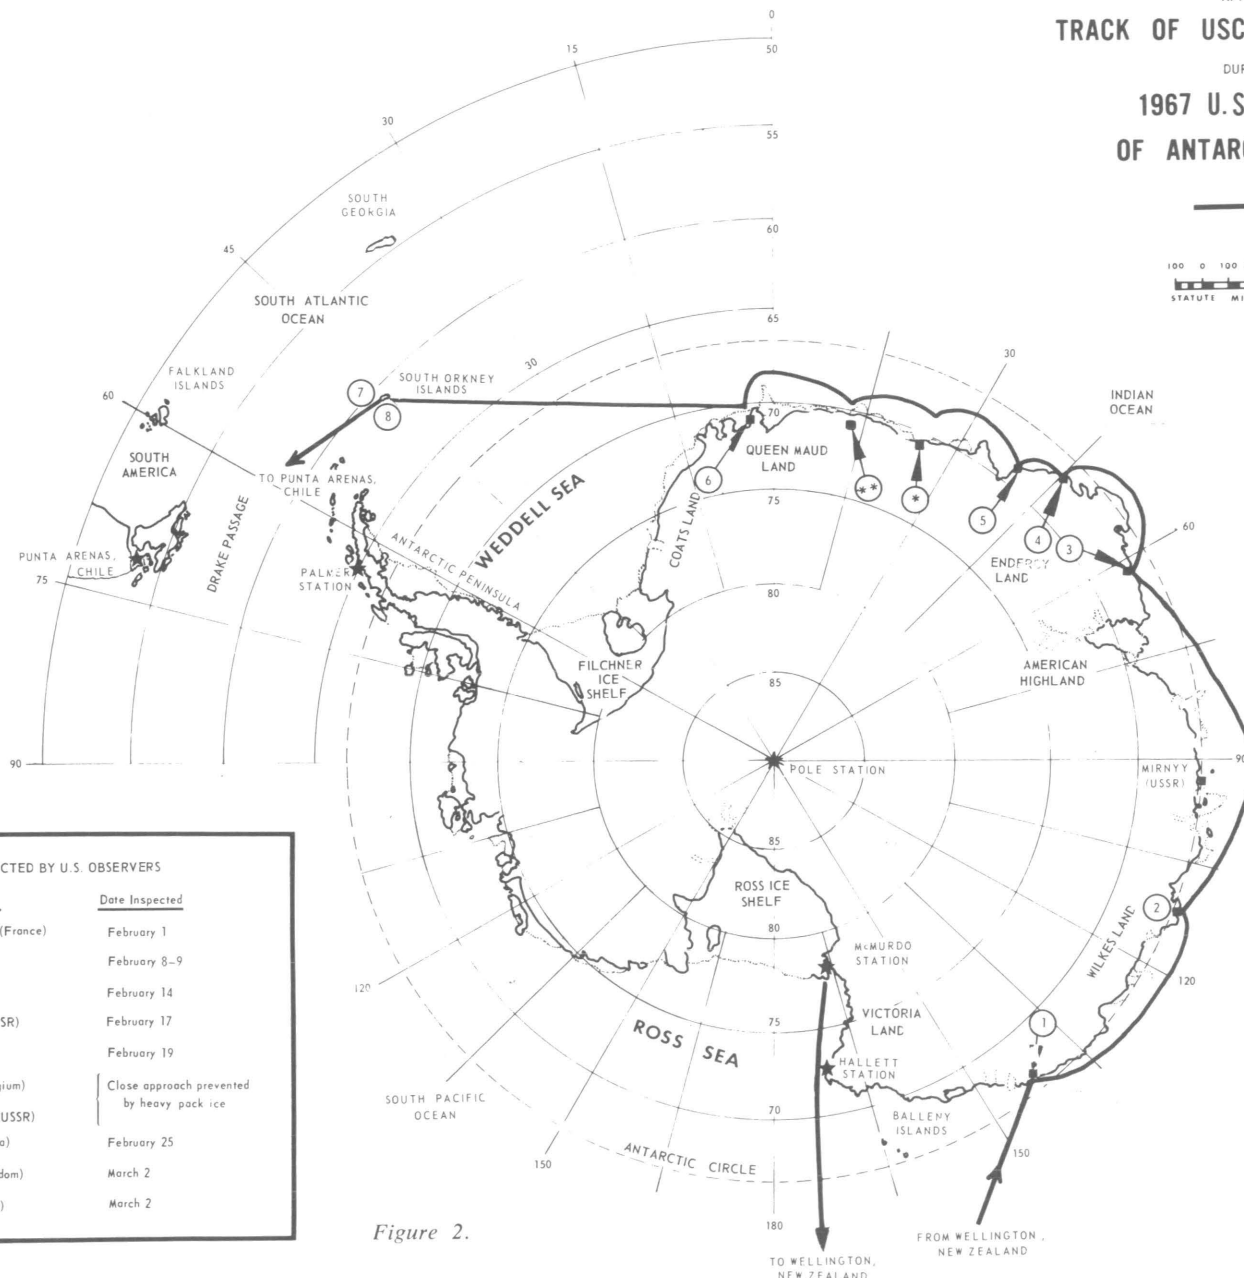 TRACK OF USC
DUR
1967 U.S
OF ANTAR
100 0 100
STATUTE MI
0
50
15
55
30
SOUTH
GEORGIA
60
45
SOUTH ATLANTIC
OCEAN
65
30
30
FALKLAND
ISLANDS
7
SOUTH ORKNEY
ISLANDS
8
60
INDIAN
OCEAN
70
SOUTH
AMERICA
QUEEN MAUD
LAND
TO PUNTA ARENAS,
CHILE
6
**
*
5
4
3
75
60
WEDDELL SEA
COATS LAND
DRAKE PASSAGE
PUNTA ARENAS,
CHILE
75
PALMER
STATION
ANTARCTIC PENINSULA
ENDERBY
LAND
80
FILCHNER
ICE
SHELF
AMERICAN
HIGHLAND
85
90
POLE STATION
MIRNYY
(USSR)
90
85
ROSS ICE
SHELF
80
McMURDO
STATION
2
WILKES LAND
120
120
VICTORIA
LAND
1
75
ROSS SEA
HALLETT
STATION
SOUTH PACIFIC
OCEAN
70
BALLENY
ISLANDS
ANTARCTIC CIRCLE
150
150
180
TO WELLINGTON,
NEW ZEALAND
FROM WELLINGTON,
NEW ZEALAND
CTED BY U.S. OBSERVERS
Date Inspected
(France) February 1
February 8-9
February 14
SR) February 17
February 19
gium) Close approach prevented
by heavy pack ice
USSR)
a) February 25
dom) March 2
) March 2
Figure 2.